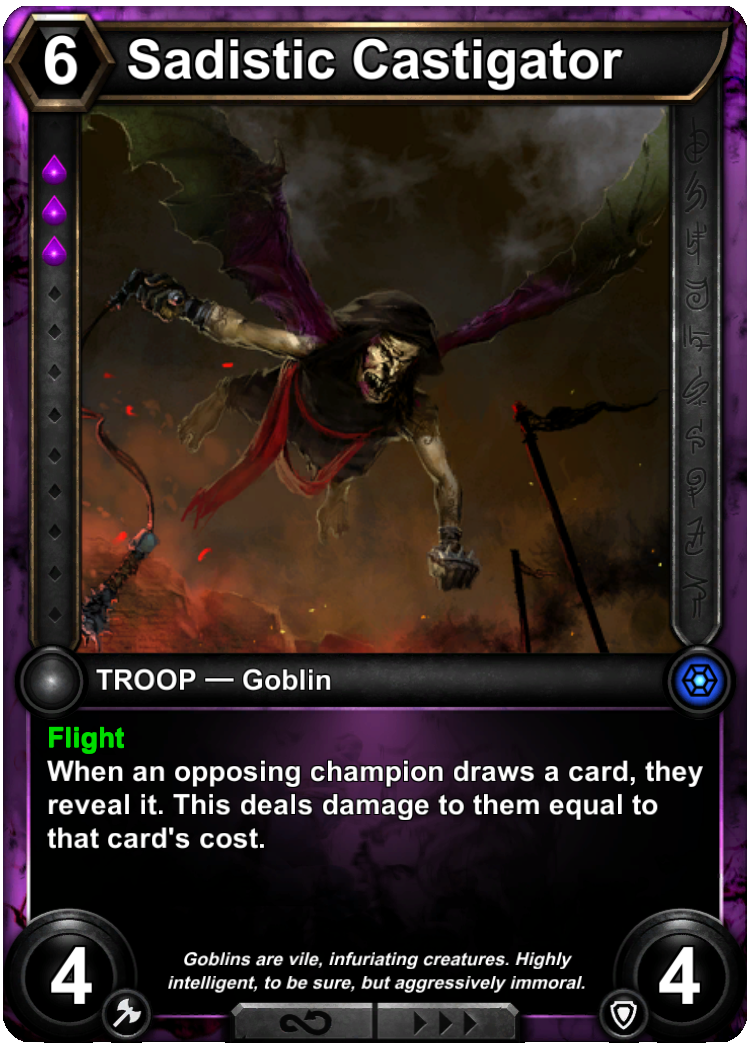 6
Sadistic Castigator
TROOP — Goblin
Flight
When an opposing champion draws a card, they
reveal it. This deals damage to them equal to
that card's cost.
Goblins are vile, infuriating creatures. Highly
intelligent, to be sure, but aggressively immoral.
4
4